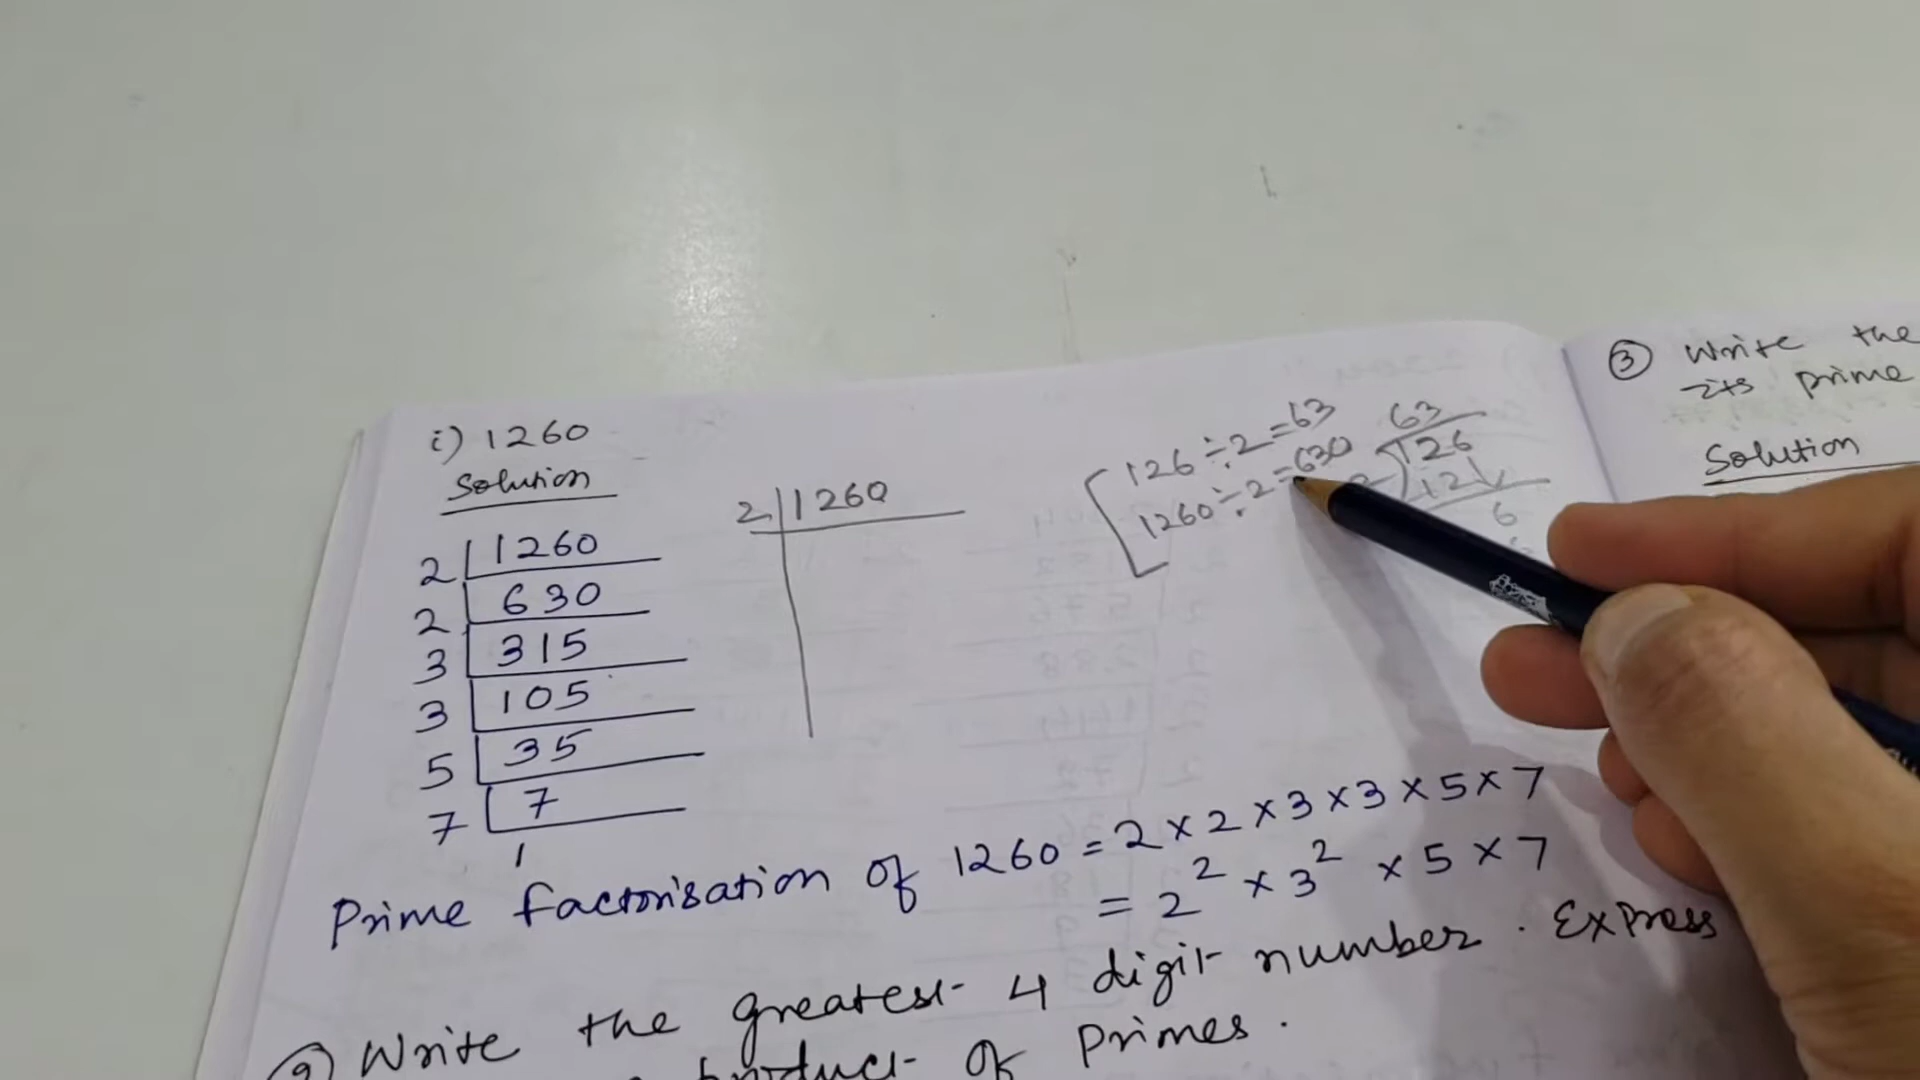 i) 1260
Solution
2 | 1260
2 | 630
3 | 315
3 | 105
5 | 35
7 | 7
1
2 | 1260
126 ÷ 2 = 63
1260 ÷ 2 = 630
63
2) 126
12↓
6
Prime factorisation of 1260 = 2 × 2 × 3 × 3 × 5 × 7
= 2² × 3² × 5 × 7
Write the greatest 4 digit number. Express
product of primes.
③ Write the
its prime
Solution